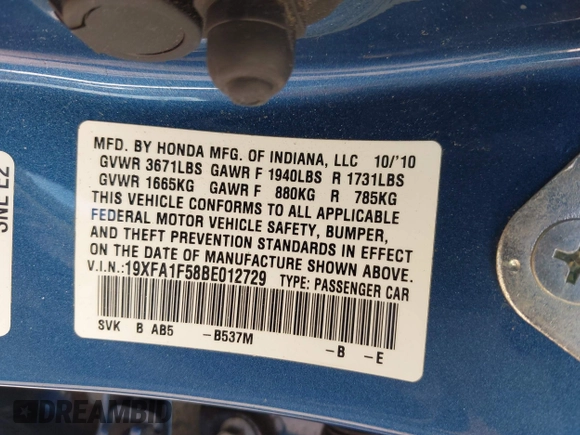 MFD. BY HONDA MFG. OF INDIANA, LLC 10/'10
GVWR 3671LBS GAWR F 1940LBS R 1731LBS
GVWR 1665KG GAWR F 880KG R 785KG
THIS VEHICLE CONFORMS TO ALL APPLICABLE
FEDERAL MOTOR VEHICLE SAFETY, BUMPER,
AND THEFT PREVENTION STANDARDS IN EFFECT
ON THE DATE OF MANUFACTURE SHOWN ABOVE.
V.I.N.:19XFA1F58BE012729 TYPE: PASSENGER CAR
SVK B AB5 -B537M -B -E
DREAMBID